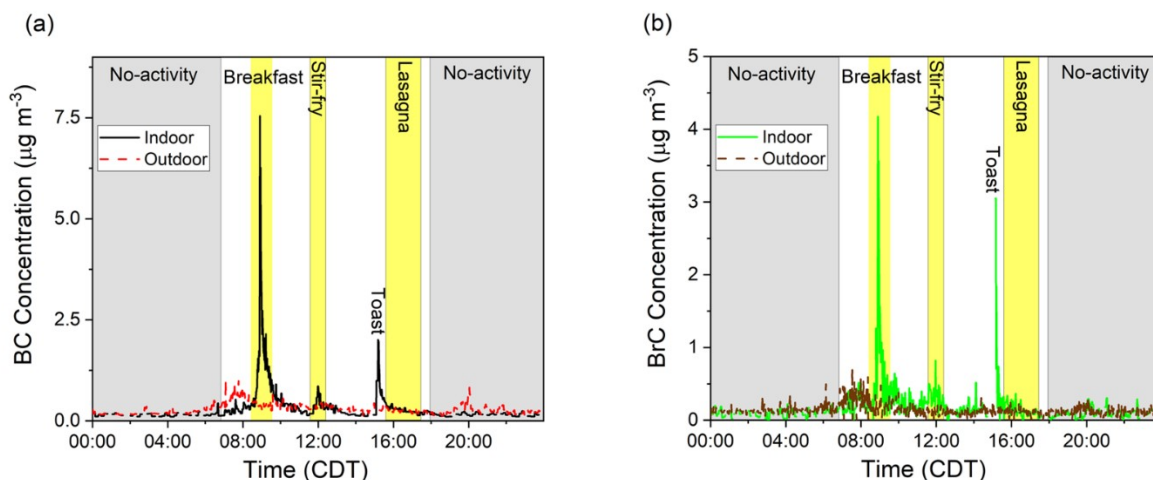 (a)
No-activity
Breakfast
Stir-fry
Lasagna
No-activity
Indoor
Outdoor
Toast
BC Concentration (μg m⁻³)
7.5
5.0
2.5
0.0
00:00 04:00 08:00 12:00 16:00 20:00
Time (CDT)
(b)
No-activity
Breakfast
Stir-fry
Lasagna
No-activity
Indoor
Outdoor
Toast
BrC Concentration (μg m⁻³)
5
4
3
2
1
0
00:00 04:00 08:00 12:00 16:00 20:00
Time (CDT)